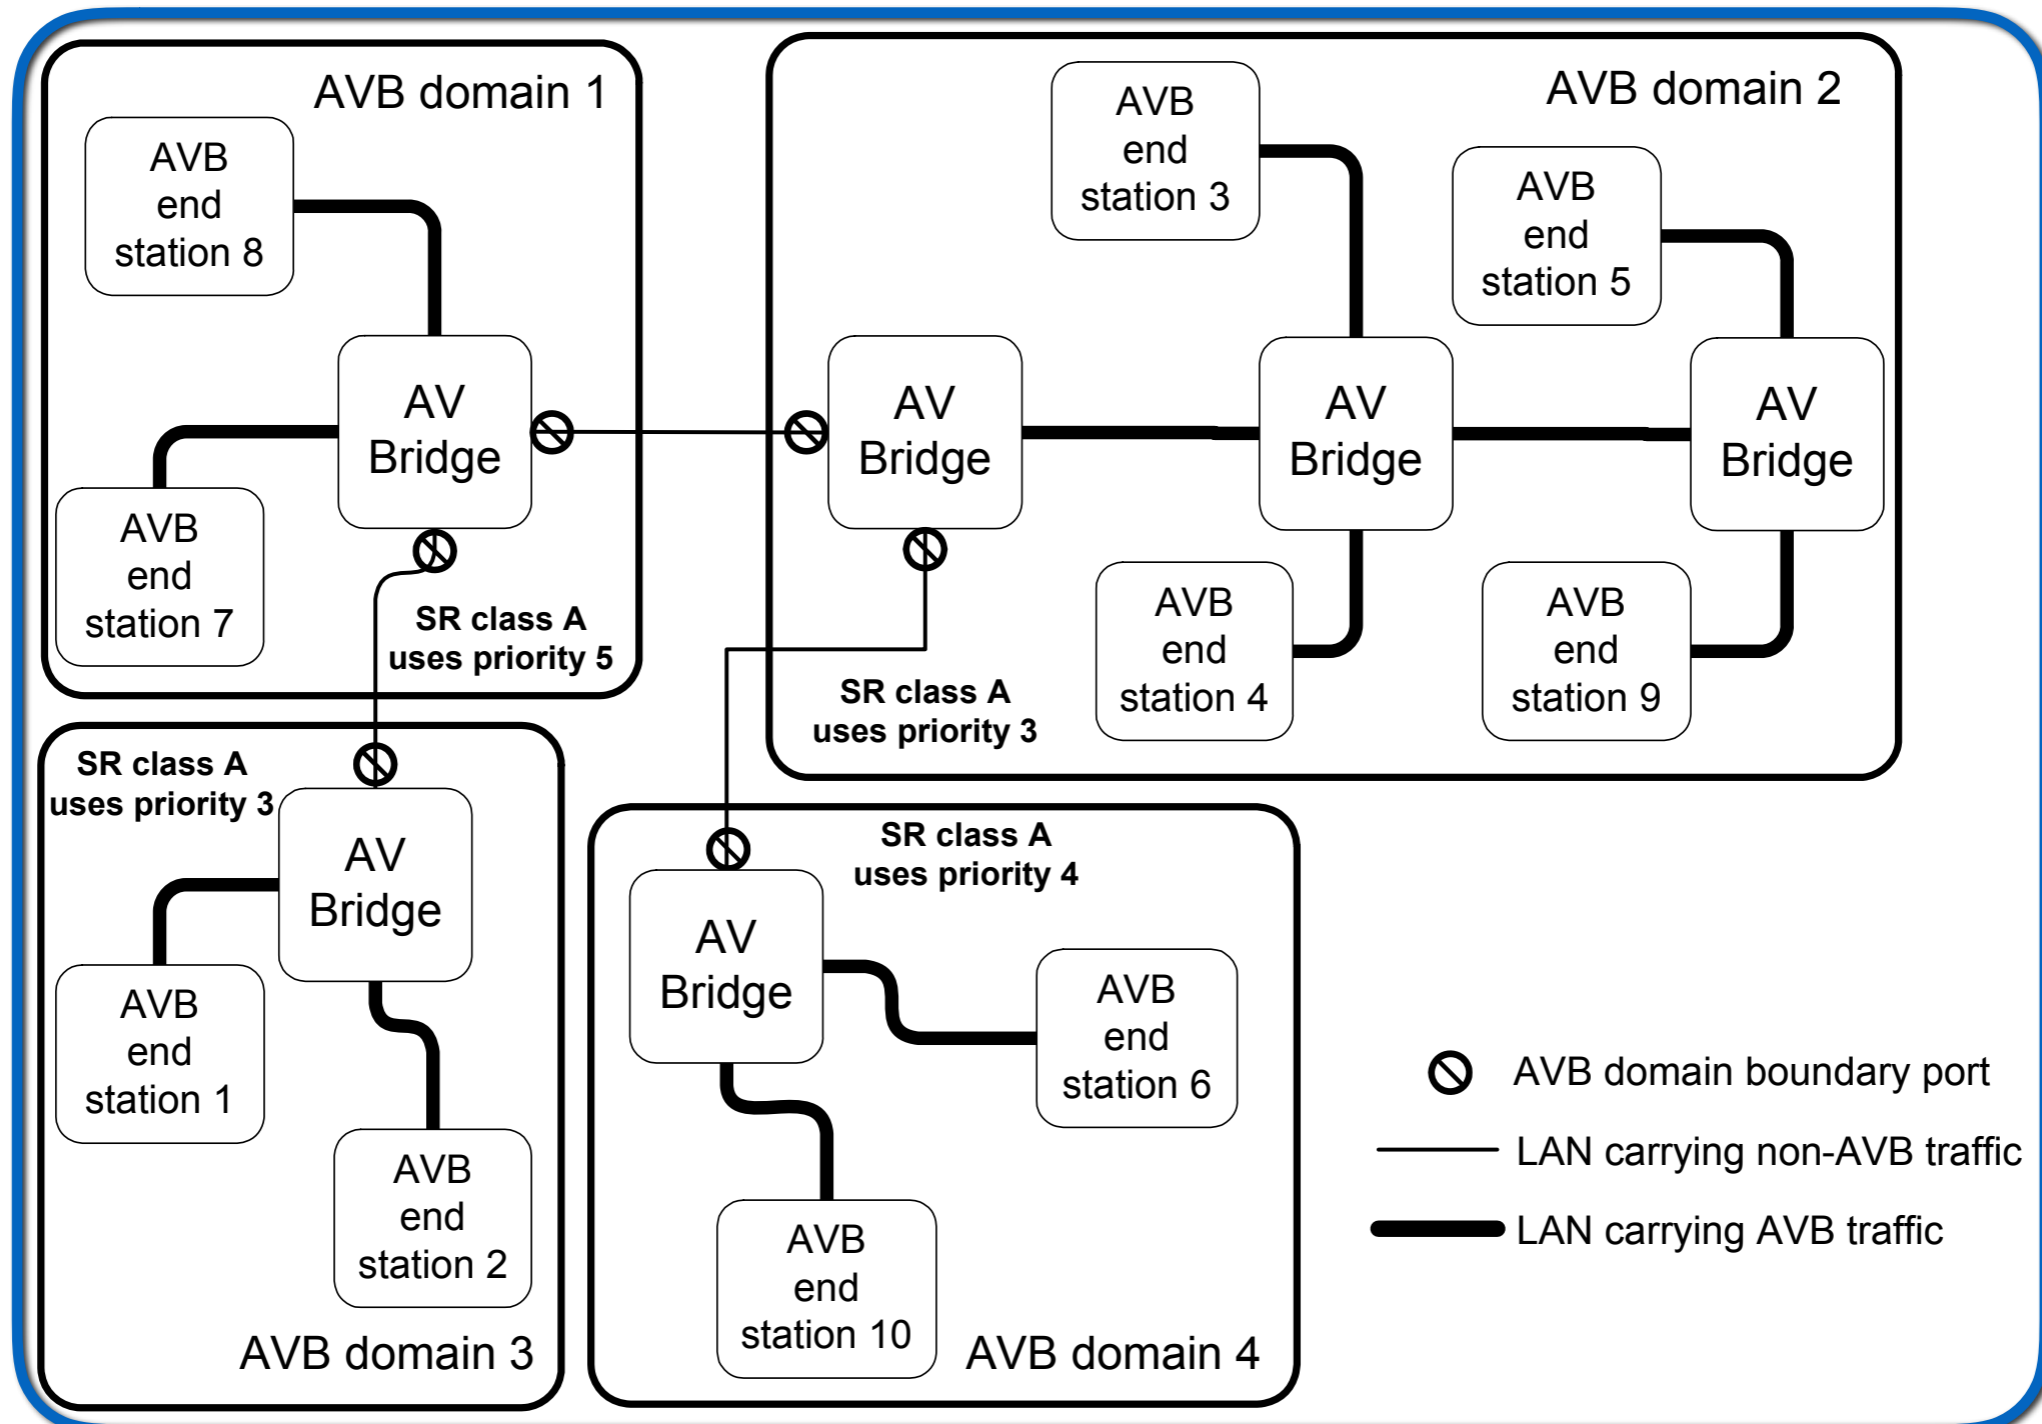 AVB domain 1
AVB
end
station 8
AV
Bridge
AVB
end
station 7
SR class A
uses priority 5
AVB domain 2
AVB
end
station 3
AVB
end
station 5
AV
Bridge
AV
Bridge
AV
Bridge
AVB
end
station 4
AVB
end
station 9
SR class A
uses priority 3
SR class A
uses priority 3
AV
Bridge
AVB
end
station 1
AVB
end
station 2
AVB domain 3
SR class A
uses priority 4
AV
Bridge
AVB
end
station 6
AVB
end
station 10
AVB domain 4
AVB domain boundary port
LAN carrying non-AVB traffic
LAN carrying AVB traffic